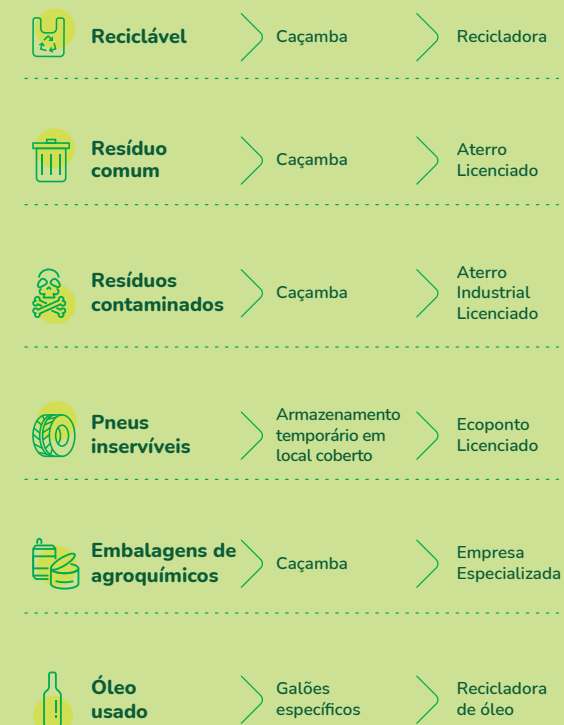 Reciclável
Caçamba
Recicladora
Resíduo
comum
Caçamba
Aterro
Licenciado
Resíduos
contaminados
Caçamba
Aterro
Industrial
Licenciado
Pneus
inservíveis
Armazenamento
temporário em
local coberto
Ecoponto
Licenciado
Embalagens de
agroquímicos
Caçamba
Empresa
Especializada
Óleo
usado
Galões
específicos
Recicladora
de óleo